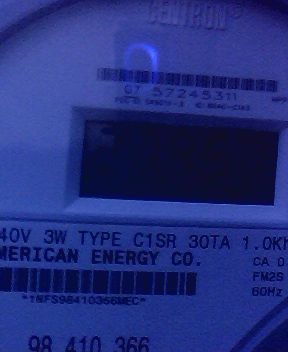 CENTRON®
07 57245311
40V 3W TYPE C1SR 30TA 1.0Kh
MERICAN ENERGY CO.
CA 0.
FM2S
60Hz
*1NFS98410366MEC*
98 410 366